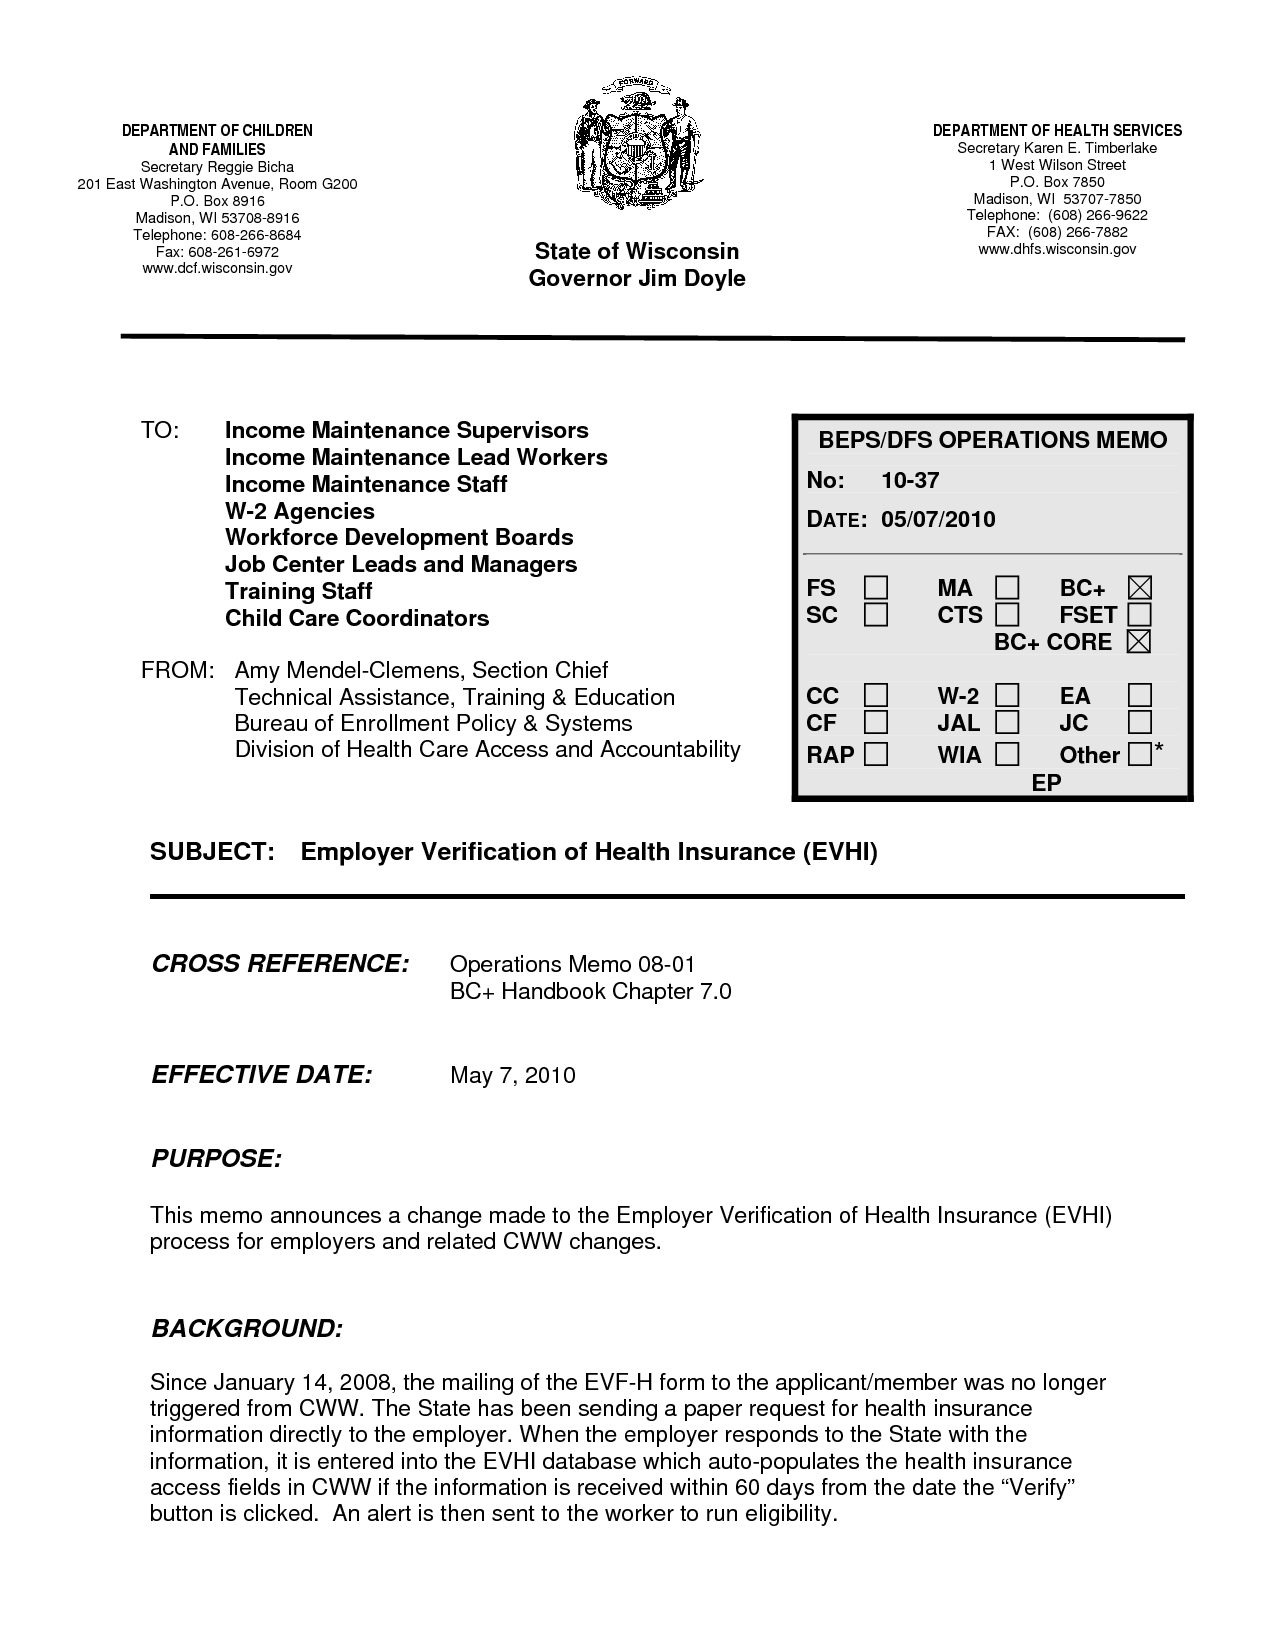 FORWARD
DEPARTMENT OF CHILDREN
AND FAMILIES
Secretary Reggie Bicha
201 East Washington Avenue, Room G200
P.O. Box 8916
Madison, WI 53708-8916
Telephone: 608-266-8684
Fax: 608-261-6972
www.dcf.wisconsin.gov
State of Wisconsin
Governor Jim Doyle
DEPARTMENT OF HEALTH SERVICES
Secretary Karen E. Timberlake
1 West Wilson Street
P.O. Box 7850
Madison, WI 53707-7850
Telephone: (608) 266-9622
FAX: (608) 266-7882
www.dhfs.wisconsin.gov
TO: Income Maintenance Supervisors
Income Maintenance Lead Workers
Income Maintenance Staff
W-2 Agencies
Workforce Development Boards
Job Center Leads and Managers
Training Staff
Child Care Coordinators
FROM: Amy Mendel-Clemens, Section Chief
Technical Assistance, Training & Education
Bureau of Enrollment Policy & Systems
Division of Health Care Access and Accountability
BEPS/DFS OPERATIONS MEMO
No: 10-37
DATE: 05/07/2010
FS ☐ MA ☐ BC+ ☒
SC ☐ CTS ☐ FSET ☐
BC+ CORE ☒
CC ☐ W-2 ☐ EA ☐
CF ☐ JAL ☐ JC ☐
RAP ☐ WIA ☐ Other ☐*
EP
SUBJECT: Employer Verification of Health Insurance (EVHI)
CROSS REFERENCE: Operations Memo 08-01
BC+ Handbook Chapter 7.0
EFFECTIVE DATE: May 7, 2010
PURPOSE:
This memo announces a change made to the Employer Verification of Health Insurance (EVHI)
process for employers and related CWW changes.
BACKGROUND:
Since January 14, 2008, the mailing of the EVF-H form to the applicant/member was no longer
triggered from CWW. The State has been sending a paper request for health insurance
information directly to the employer. When the employer responds to the State with the
information, it is entered into the EVHI database which auto-populates the health insurance
access fields in CWW if the information is received within 60 days from the date the “Verify”
button is clicked.  An alert is then sent to the worker to run eligibility.